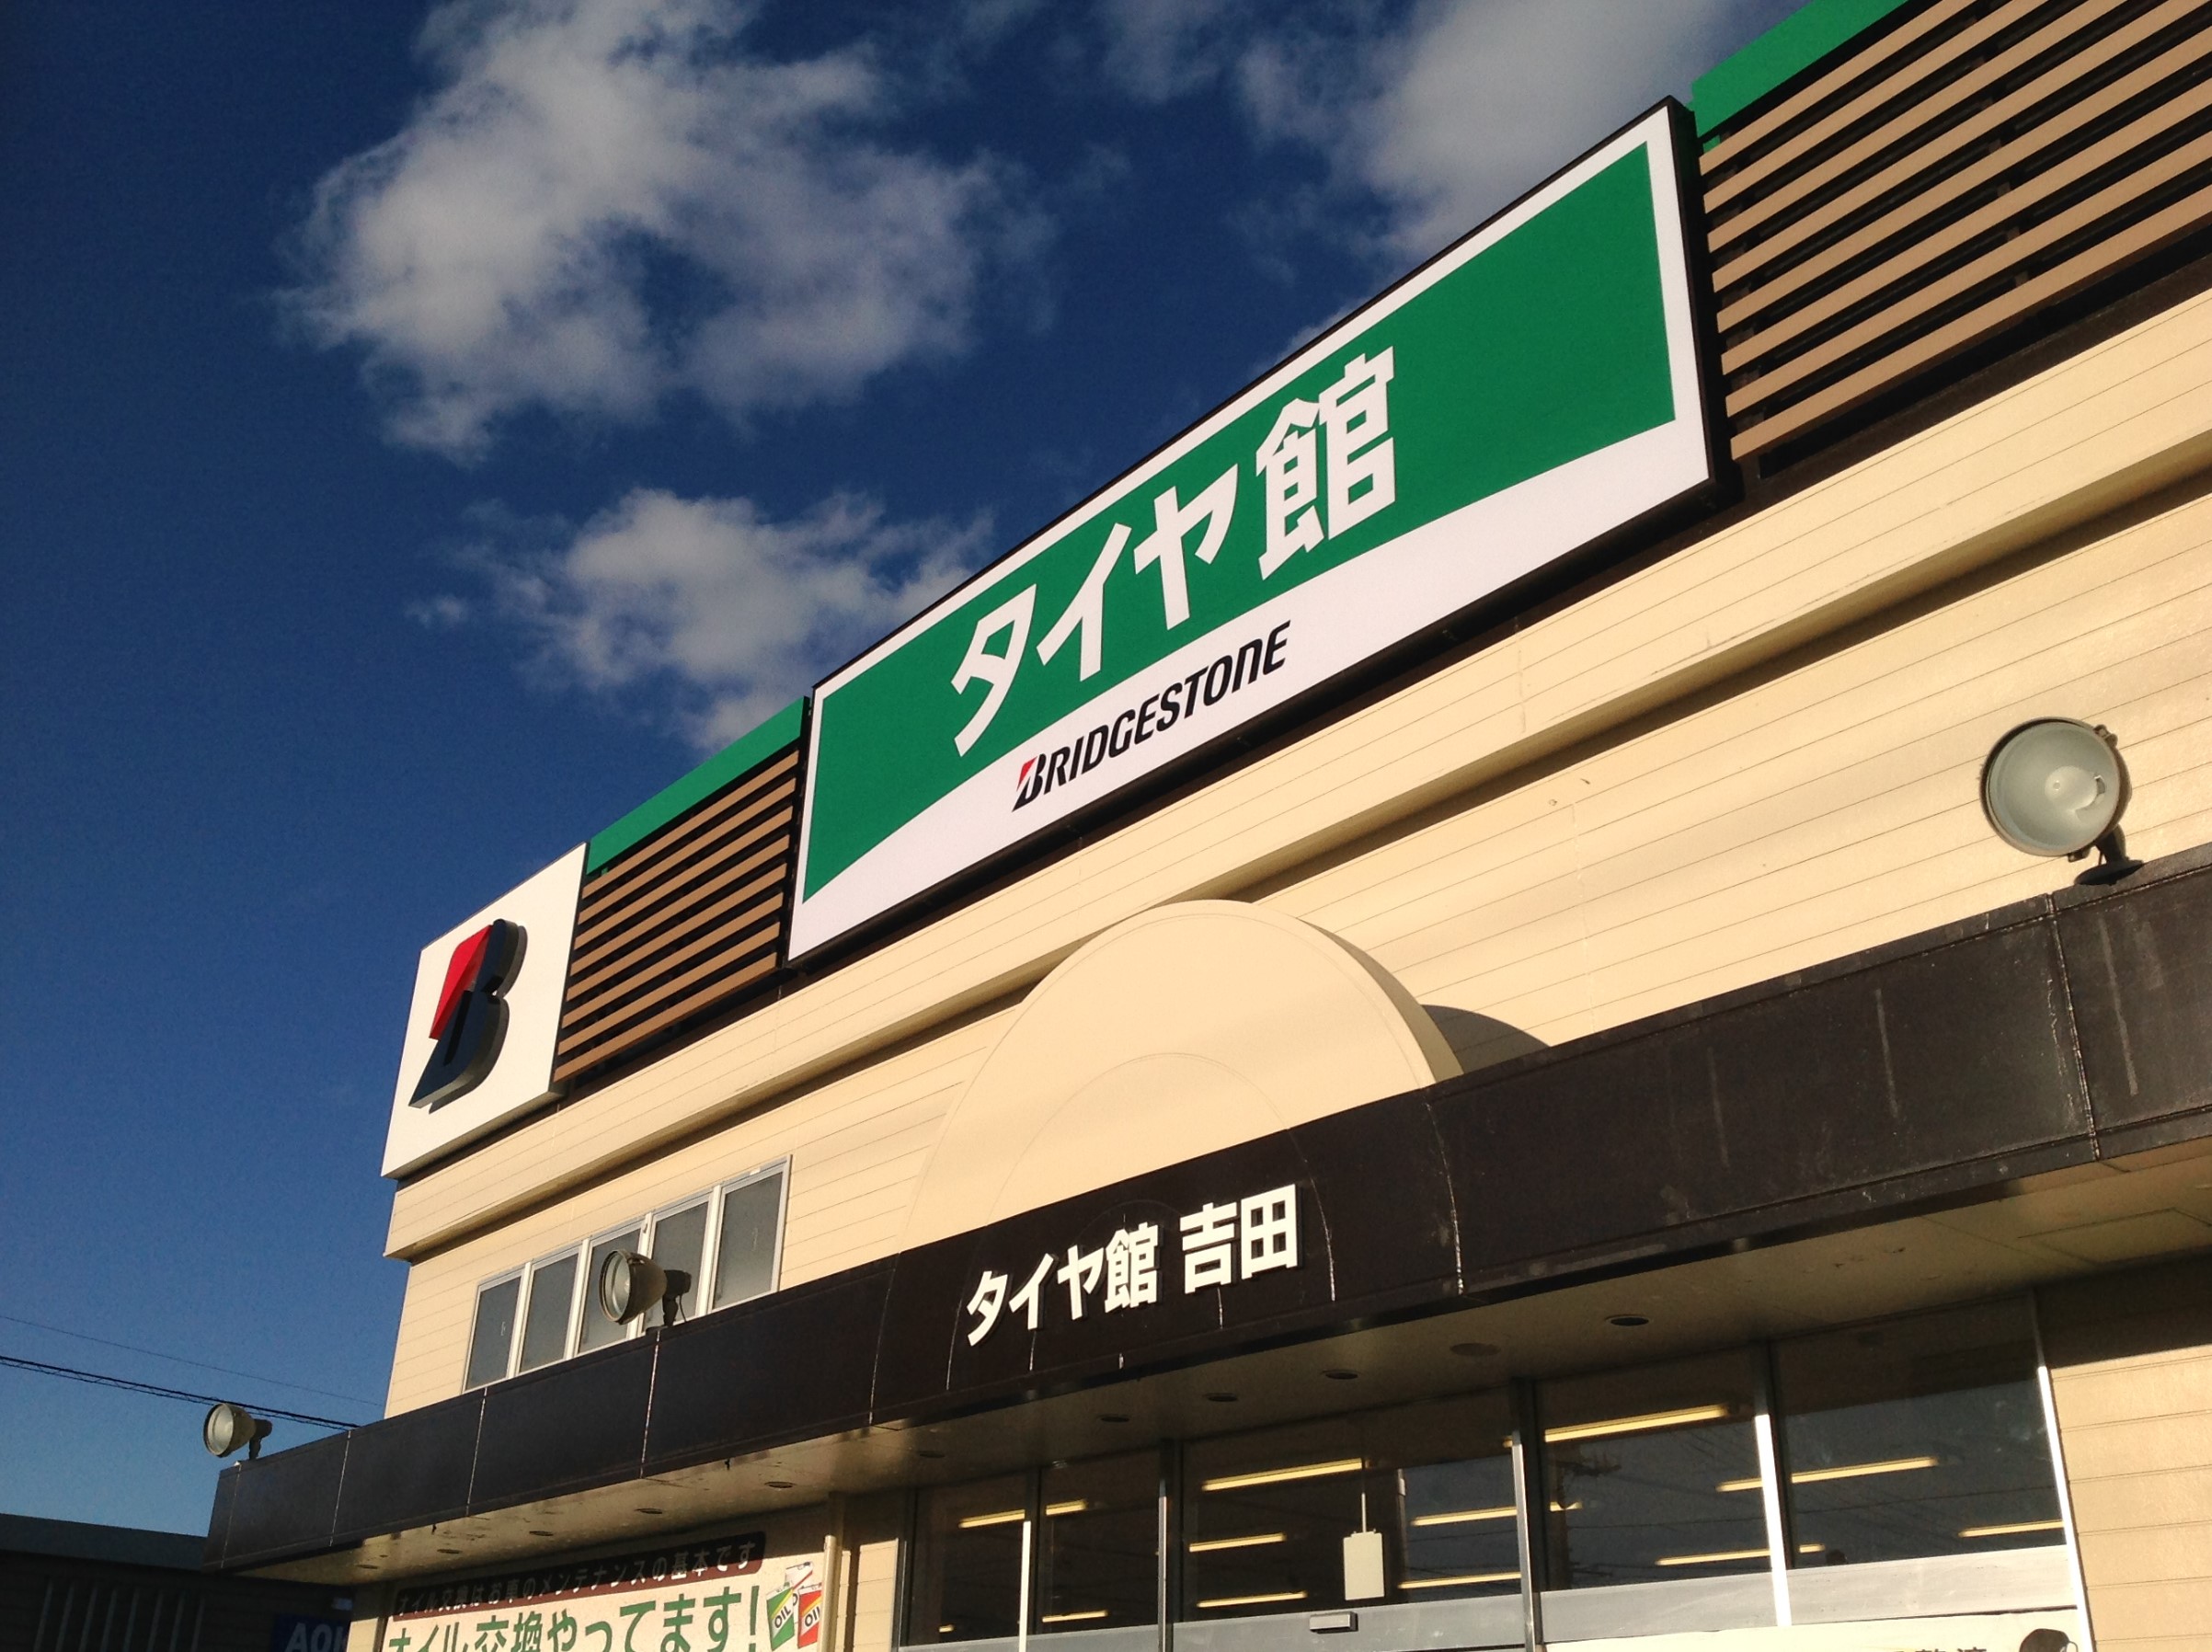 タイヤ館
BRIDGESTONE
B
タイヤ館 吉田
オイル交換はお車のメンテナンスの基本です
オイル交換やってます!
OIL